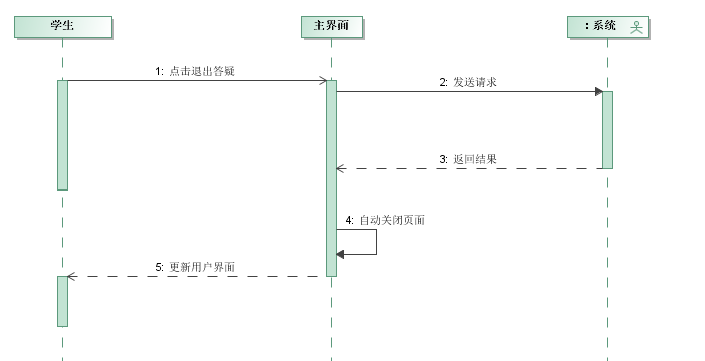 学生
主界面
: 系统
1: 点击退出答疑
2: 发送请求
3: 返回结果
4: 自动关闭页面
5: 更新用户界面